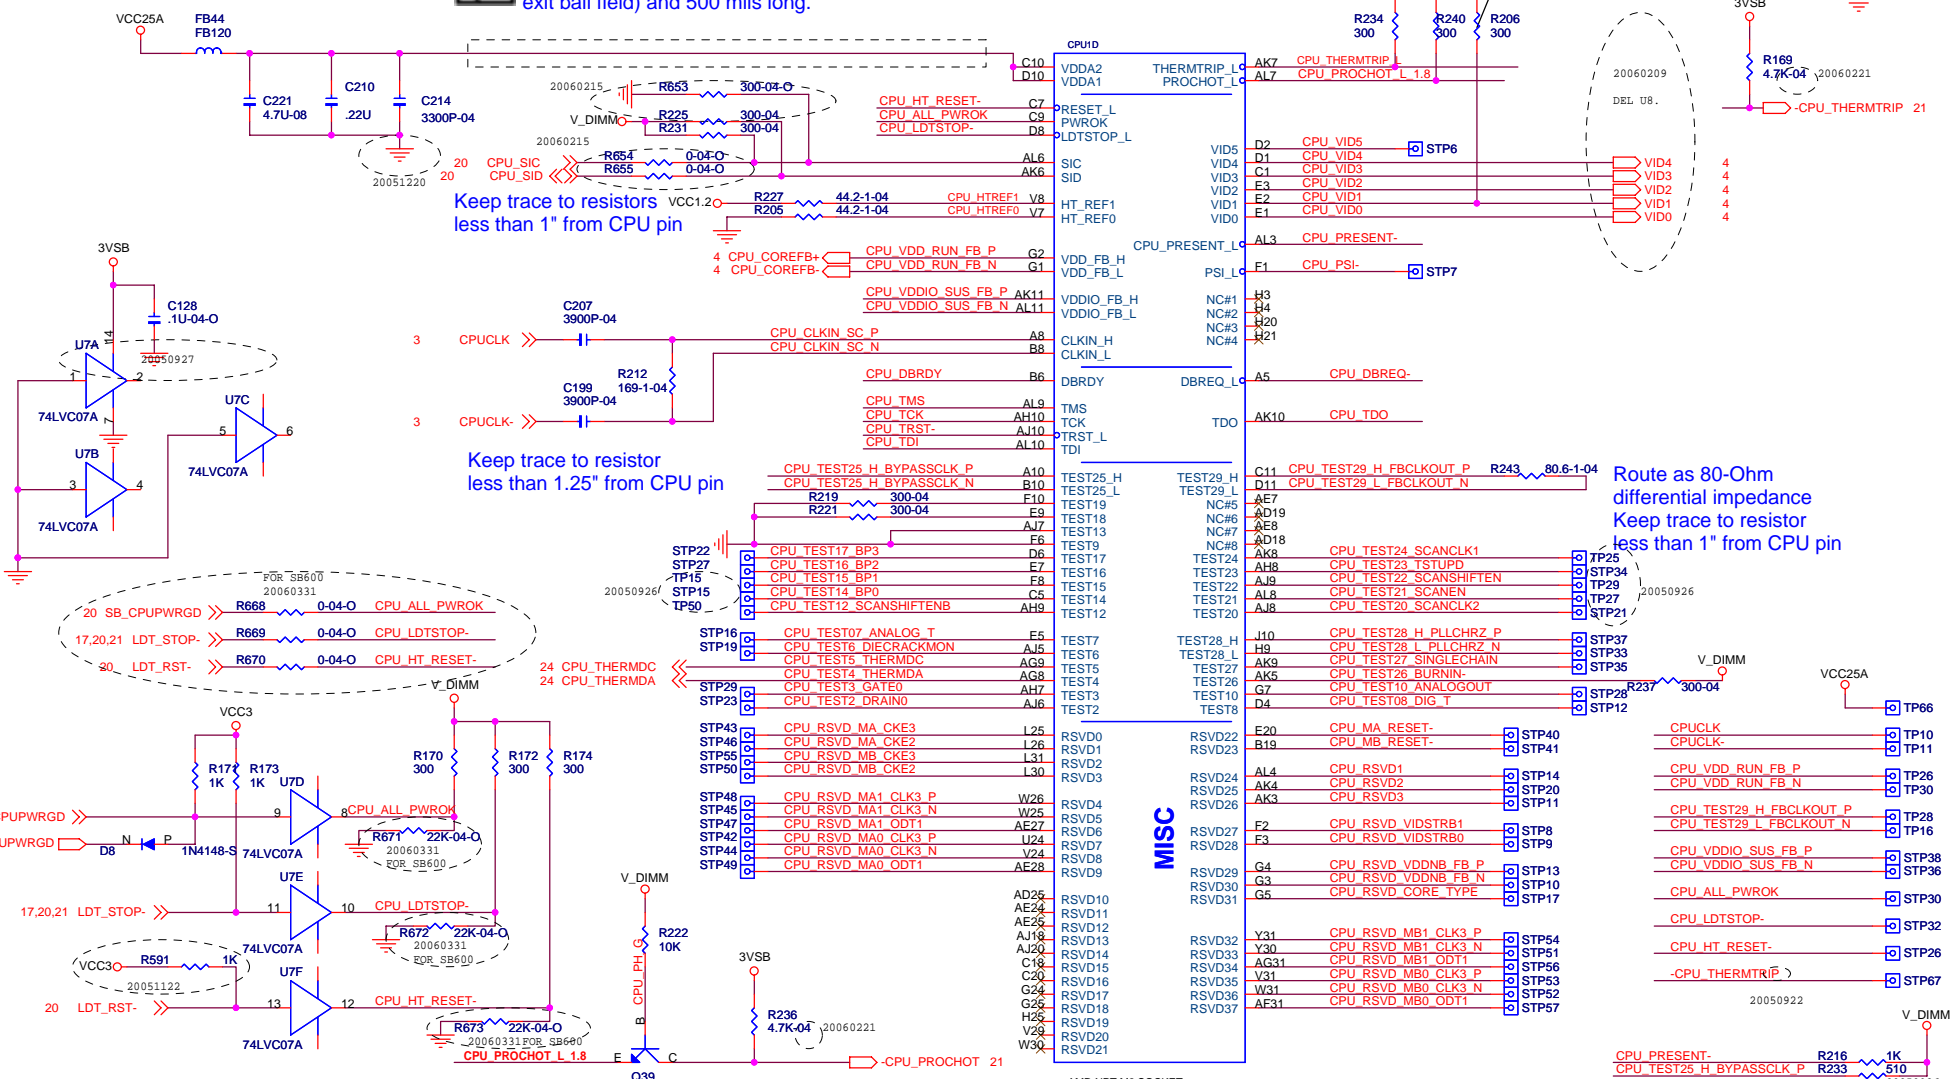 exit ball field) and 500 mils long.
VCC25A
FB44
FB120
C221
4.7U-08
C210
.22U
C214
3300P-04
20051220
20060215
R653 300-04-O
V_DIMM
R225 300-04
R231 300-04
20060215
20 CPU_SIC R654 0-04-O
20 CPU_SID R655 0-04-O
Keep trace to resistors
less than 1" from CPU pin
VCC1.2
R227 44.2-1-04 CPU_HTREF1 V8
R205 44.2-1-04 CPU_HTREF0 V7
4 CPU_COREFB+ CPU_VDD_RUN_FB_P G2
4 CPU_COREFB- CPU_VDD_RUN_FB_N G1
CPU_VDDIO_SUS_FB_P AK11
CPU_VDDIO_SUS_FB_N AL11
3 CPUCLK
C207
3900P-04
CPU_CLKIN_SC_P A8
CPU_CLKIN_SC_N B8
R212
169-1-04
C199
3900P-04
3 CPUCLK-
CPU_DBRDY B6
CPU_TMS AL9
CPU_TCK AH10
CPU_TRST- AJ10
CPU_TDI AL10
Keep trace to resistor
less than 1.25" from CPU pin
CPU_TEST25_H_BYPASSCLK_P A10
CPU_TEST25_H_BYPASSCLK_N B10
R219 300-04 F10
R221 300-04 E9
AJ7
F6
STP22 CPU_TEST17_BP3 D6
STP27 CPU_TEST16_BP2 E7
TP15 CPU_TEST15_BP1 F8
STP15 CPU_TEST14_BP0 C5
TP50 CPU_TEST12_SCANSHIFTENB AH9
20050926
STP16 CPU_TEST07_ANALOG_T E5
STP19 CPU_TEST6_DIECRACKMON AJ5
24 CPU_THERMDC CPU_TEST5_THERMDC AG9
24 CPU_THERMDA CPU_TEST4_THERMDA AG8
STP29 CPU_TEST3_GATE0 AH7
STP23 CPU_TEST2_DRAIN0 AJ6
STP43 CPU_RSVD_MA_CKE3 L25
STP46 CPU_RSVD_MA_CKE2 L26
STP55 CPU_RSVD_MB_CKE3 L31
STP50 CPU_RSVD_MB_CKE2 L30
STP48 CPU_RSVD_MA1_CLK3_P W26
STP45 CPU_RSVD_MA1_CLK3_N W25
STP47 CPU_RSVD_MA1_ODT1 AE27
STP42 CPU_RSVD_MA0_CLK3_P U24
STP44 CPU_RSVD_MA0_CLK3_N V24
STP49 CPU_RSVD_MA0_ODT1 AE28
AD25
AE24
AE25
AJ18
AJ20
C18
C20
G24
G25
H25
V29
W30
3VSB
C128
.1U-04-O
14
U7A
20050927
1
2
7
74LVC07A
U7C
5
6
74LVC07A
U7B
3
4
74LVC07A
FOR SB600
20060331
20 SB_CPUPWRGD R668 0-04-O CPU_ALL_PWROK
17,20,21 LDT_STOP- R669 0-04-O CPU_LDTSTOP-
20 LDT_RST- R670 0-04-O CPU_HT_RESET-
V_DIMM
VCC3
R171
1K
R173
1K
U7D
R170
300
R172
300
R174
300
CPUPWRGD
9
8
CPU_ALL_PWROK
UPWRGD
N P
D8 1N4148-S
74LVC07A
R671 22K-04-O
20060331
FOR SB600
U7E
17,20,21 LDT_STOP- 11 10 CPU_LDTSTOP-
74LVC07A
R672 22K-04-O
20060331
FOR SB600
VCC3 R591 1K
20051122
U7F
20 LDT_RST- 13 12 CPU_HT_RESET-
74LVC07A
R673 22K-04-O
20060331FOR SB600
CPU_PROCHOT_L_1.8 E C
B
Q39
V_DIMM
R222
10K
CPU_PH_G
3VSB
R236
4.7K-04
20060221
-CPU_PROCHOT 21
CPU1D
C10 VDDA2
D10 VDDA1
CPU_HT_RESET- C7 RESET_L
CPU_ALL_PWROK C9 PWROK
CPU_LDTSTOP- D8 LDTSTOP_L
AL6 SIC
AK6 SID
HT_REF1
HT_REF0
VDD_FB_H
VDD_FB_L
VDDIO_FB_H
VDDIO_FB_L
CLKIN_H
CLKIN_L
DBRDY
TMS
TCK
TRST_L
TDI
TEST25_H
TEST25_L
TEST19
TEST18
TEST13
TEST9
TEST17
TEST16
TEST15
TEST14
TEST12
TEST7
TEST6
TEST5
TEST4
TEST3
TEST2
RSVD0
RSVD1
RSVD2
RSVD3
RSVD4
RSVD5
RSVD6
RSVD7
RSVD8
RSVD9
RSVD10
RSVD11
RSVD12
RSVD13
RSVD14
RSVD15
RSVD16
RSVD17
RSVD18
RSVD19
RSVD20
RSVD21
MISC
R234
300
R240
300
R206
300
THERMTRIP_L AK7 CPU_THERMTRIP_L
PROCHOT_L AL7 CPU_PROCHOT_L_1.8
VID5 D2 CPU_VID5 STP6
VID4 D1 CPU_VID4 VID4 4
VID3 C1 CPU_VID3 VID3 4
VID2 E3 CPU_VID2 VID2 4
VID1 E2 CPU_VID1 VID1 4
VID0 E1 CPU_VID0 VID0 4
20060209
DEL U8.
3VSB
R169
4.7K-04
20060221
-CPU_THERMTRIP 21
CPU_PRESENT_L AL3 CPU_PRESENT-
PSI_L F1 CPU_PSI- STP7
NC#1 H3
NC#2 H4
NC#3 H20
NC#4 H21
DBREQ_L A5 CPU_DBREQ-
TDO AK10 CPU_TDO
TEST29_H C11 CPU_TEST29_H_FBCLKOUT_P R243 80.6-1-04
TEST29_L D11 CPU_TEST29_L_FBCLKOUT_N
NC#5 AE7
NC#6 AD19
NC#7 AE8
NC#8 AD18
Route as 80-Ohm
differential impedance
Keep trace to resistor
less than 1" from CPU pin
TEST24 AK8 CPU_TEST24_SCANCLK1 TP25
TEST23 AH8 CPU_TEST23_TSTUPD STP34
TEST22 AJ9 CPU_TEST22_SCANSHIFTEN TP29
TEST21 AL8 CPU_TEST21_SCANEN TP27
TEST20 AJ8 CPU_TEST20_SCANCLK2 STP21
20050926
TEST28_H J10 CPU_TEST28_H_PLLCHRZ_P STP37
TEST28_L H9 CPU_TEST28_L_PLLCHRZ_N STP33
TEST27 AK9 CPU_TEST27_SINGLECHAIN STP35
TEST26 AK5 CPU_TEST26_BURNIN- R237 300-04 V_DIMM
TEST10 G7 CPU_TEST10_ANALOGOUT STP28
TEST8 D4 CPU_TEST08_DIG_T STP12
RSVD22 E20 CPU_MA_RESET- STP40
RSVD23 B19 CPU_MB_RESET- STP41
RSVD24 AL4 CPU_RSVD1 STP14
RSVD25 AK4 CPU_RSVD2 STP20
RSVD26 AK3 CPU_RSVD3 STP11
RSVD27 F2 CPU_RSVD_VIDSTRB1 STP8
RSVD28 F3 CPU_RSVD_VIDSTRB0 STP9
RSVD29 G4 CPU_RSVD_VDDNB_FB_P STP13
RSVD30 G3 CPU_RSVD_VDDNB_FB_N STP10
RSVD31 G5 CPU_RSVD_CORE_TYPE STP17
RSVD32 Y31 CPU_RSVD_MB1_CLK3_P STP54
RSVD33 Y30 CPU_RSVD_MB1_CLK3_N STP51
RSVD34 AG31 CPU_RSVD_MB1_ODT1 STP56
RSVD35 V31 CPU_RSVD_MB0_CLK3_P STP53
RSVD36 W31 CPU_RSVD_MB0_CLK3_N STP52
RSVD37 AF31 CPU_RSVD_MB0_ODT1 STP57
VCC25A
TP66
CPUCLK TP10
CPUCLK- TP11
CPU_VDD_RUN_FB_P TP26
CPU_VDD_RUN_FB_N TP30
CPU_TEST29_H_FBCLKOUT_P TP28
CPU_TEST29_L_FBCLKOUT_N TP16
CPU_VDDIO_SUS_FB_P STP38
CPU_VDDIO_SUS_FB_N STP36
CPU_ALL_PWROK STP30
CPU_LDTSTOP- STP32
CPU_HT_RESET- STP26
-CPU_THERMTRIP STP67
20050922
V_DIMM
CPU_PRESENT- R216 1K
CPU_TEST25_H_BYPASSCLK_P R233 510